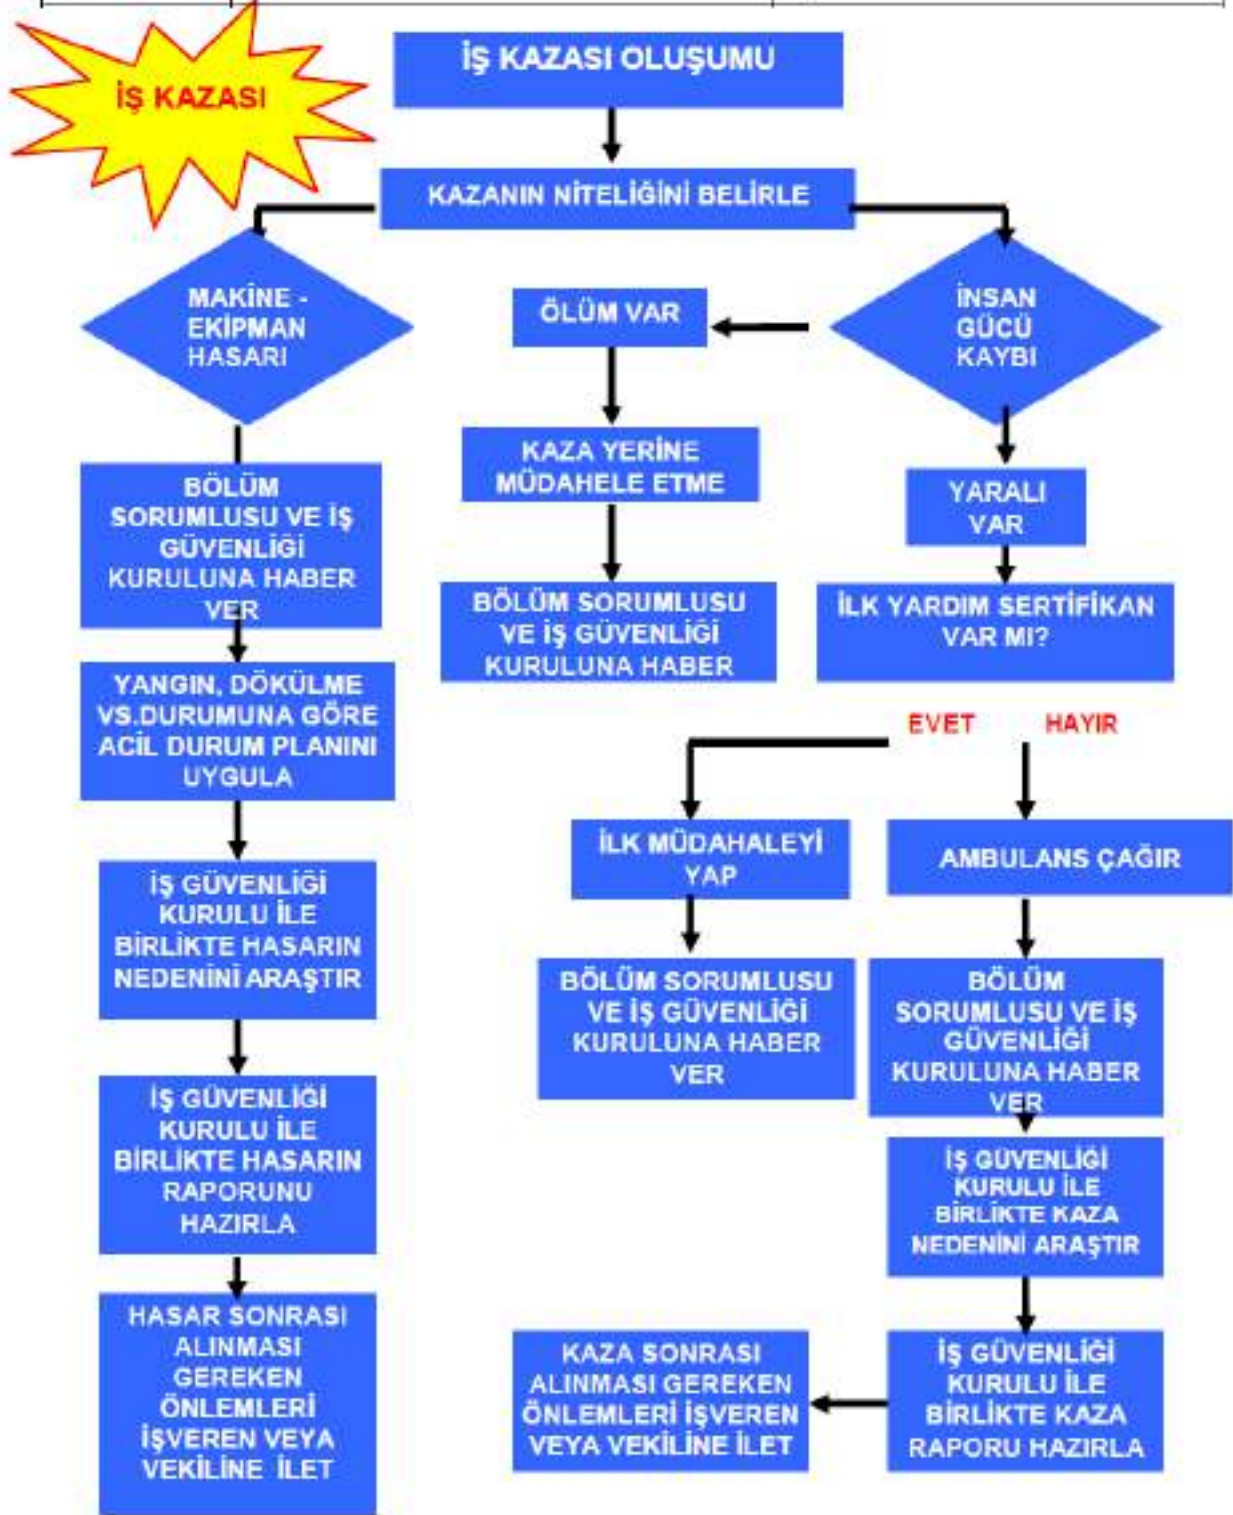 İŞ KAZASI
İŞ KAZASI OLUŞUMU
KAZANIN NİTELİĞİNİ BELİRLE
MAKİNE -
EKİPMAN
HASARI
ÖLÜM VAR
İNSAN
GÜCÜ
KAYBI
BÖLÜM
SORUMLUSU VE İŞ
GÜVENLİĞİ
KURULUNA HABER
VER
KAZA YERİNE
MÜDAHELE ETME
YARALI
VAR
BÖLÜM SORUMLUSU
VE İŞ GÜVENLİĞİ
KURULUNA HABER
İLK YARDIM SERTİFİKAN
VAR MI?
YANGIN, DÖKÜLME
VS.DURUMUNA GÖRE
ACİL DURUM PLANINI
UYGULA
EVET
HAYIR
İLK MÜDAHALEYİ
YAP
AMBULANS ÇAĞIR
İŞ GÜVENLİĞİ
KURULU İLE
BİRLİKTE HASARIN
NEDENİNİ ARAŞTIR
BÖLÜM SORUMLUSU
VE İŞ GÜVENLİĞİ
KURULUNA HABER
VER
BÖLÜM
SORUMLUSU VE İŞ
GÜVENLİĞİ
KURULUNA HABER
VER
İŞ GÜVENLİĞİ
KURULU İLE
BİRLİKTE HASARIN
RAPORUNU
HAZIRLA
İŞ GÜVENLİĞİ
KURULU İLE
BİRLİKTE KAZA
NEDENİNİ ARAŞTIR
HASAR SONRASI
ALINMASI
GEREKEN
ÖNLEMLERİ
İŞVEREN VEYA
VEKİLİNE İLET
KAZA SONRASI
ALINMASI GEREKEN
ÖNLEMLERİ İŞVEREN
VEYA VEKİLİNE İLET
İŞ GÜVENLİĞİ
KURULU İLE
BİRLİKTE KAZA
RAPORU HAZIRLA